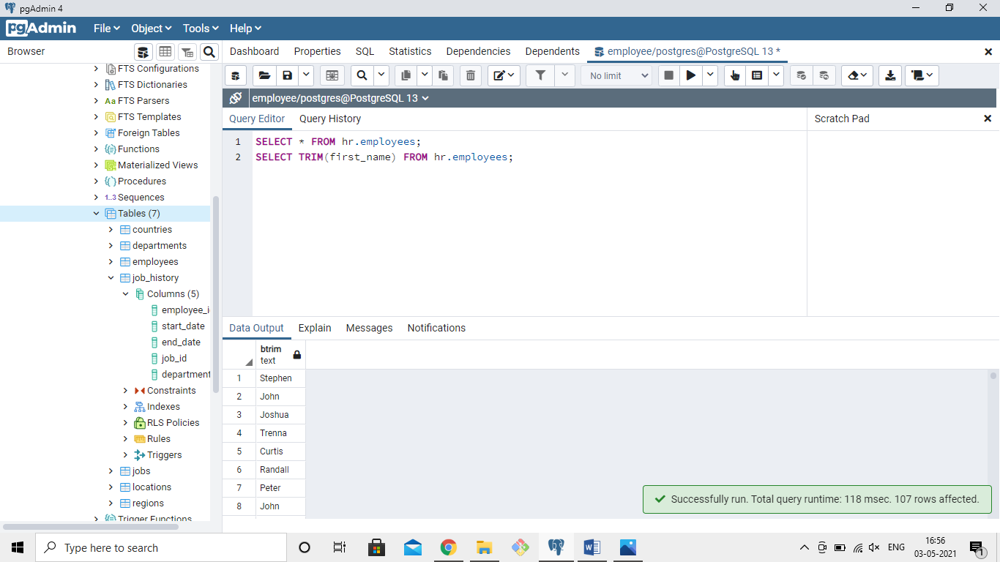 pgAdmin 4
pgAdmin File Object Tools Help
Browser
Dashboard Properties SQL Statistics Dependencies Dependents employee/postgres@PostgreSQL 13 *
FTS Configurations
FTS Dictionaries
Aa FTS Parsers
FTS Templates
Foreign Tables
Functions
Materialized Views
Procedures
1..3 Sequences
Tables (7)
countries
departments
employees
job_history
Columns (5)
employee_i
start_date
end_date
job_id
department
Constraints
Indexes
RLS Policies
Rules
Triggers
jobs
locations
regions
Trigger Functions
No limit
employee/postgres@PostgreSQL 13
Query Editor Query History
Scratch Pad
1 SELECT * FROM hr.employees;
2 SELECT TRIM(first_name) FROM hr.employees;
Data Output Explain Messages Notifications
btrim
text
1 Stephen
2 John
3 Joshua
4 Trenna
5 Curtis
6 Randall
7 Peter
8 John
Successfully run. Total query runtime: 118 msec. 107 rows affected.
Type here to search
ENG
16:56
03-05-2021
1